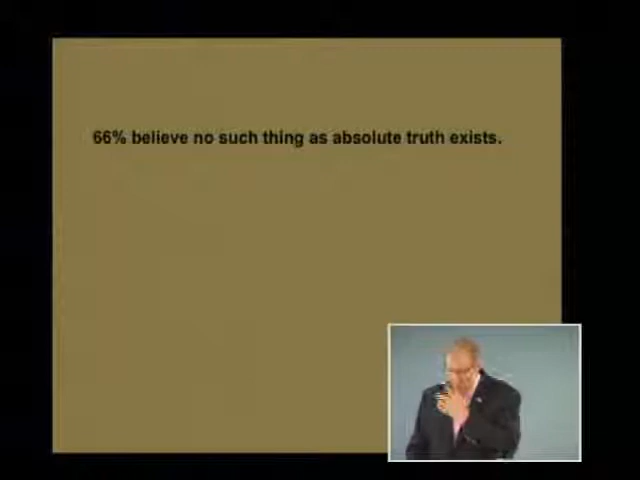 66% believe no such thing as absolute truth exists.